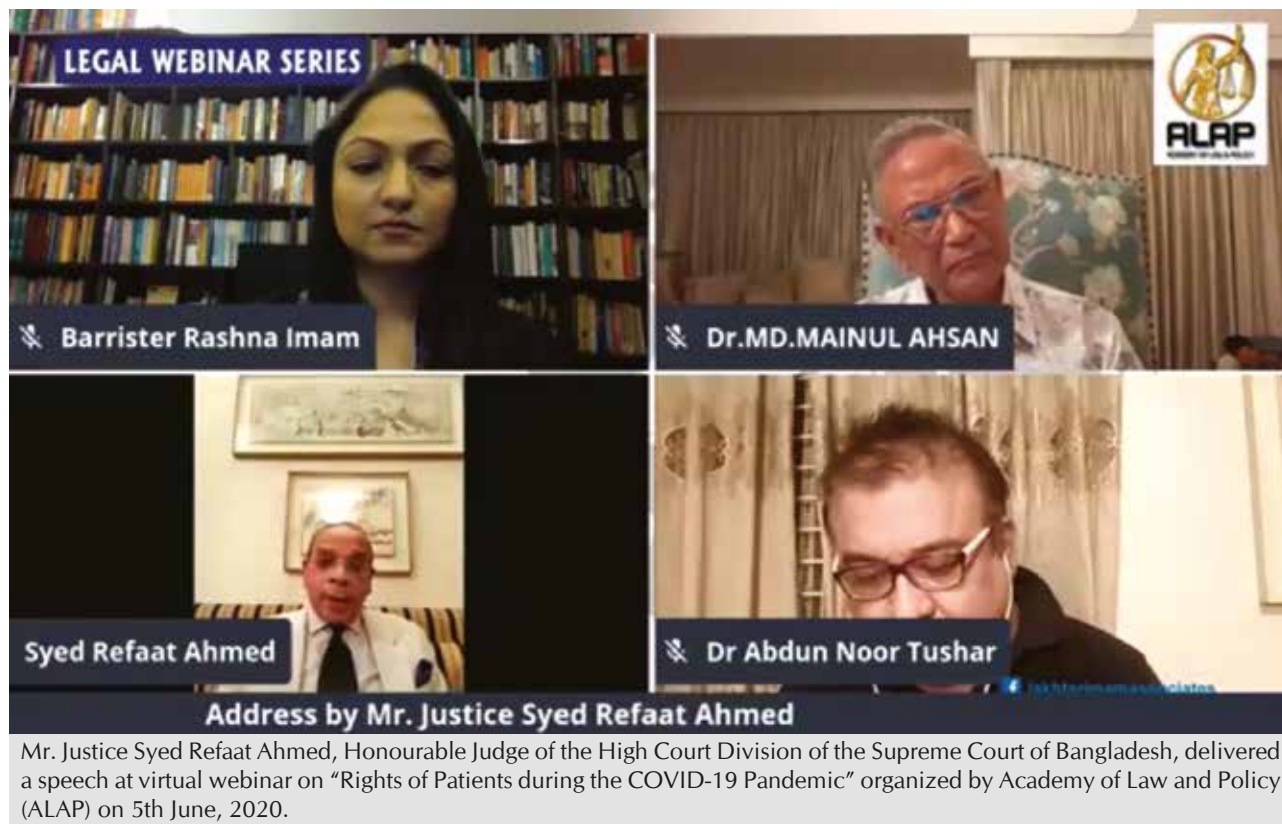 LEGAL WEBINAR SERIES
ALAP
Barrister Rashna Imam
Dr.MD.MAINUL AHSAN
Syed Refaat Ahmed
Dr Abdun Noor Tushar
Address by Mr. Justice Syed Refaat Ahmed
Mr. Justice Syed Refaat Ahmed, Honourable Judge of the High Court Division of the Supreme Court of Bangladesh, delivered
a speech at virtual webinar on “Rights of Patients during the COVID-19 Pandemic” organized by Academy of Law and Policy
(ALAP) on 5th June, 2020.